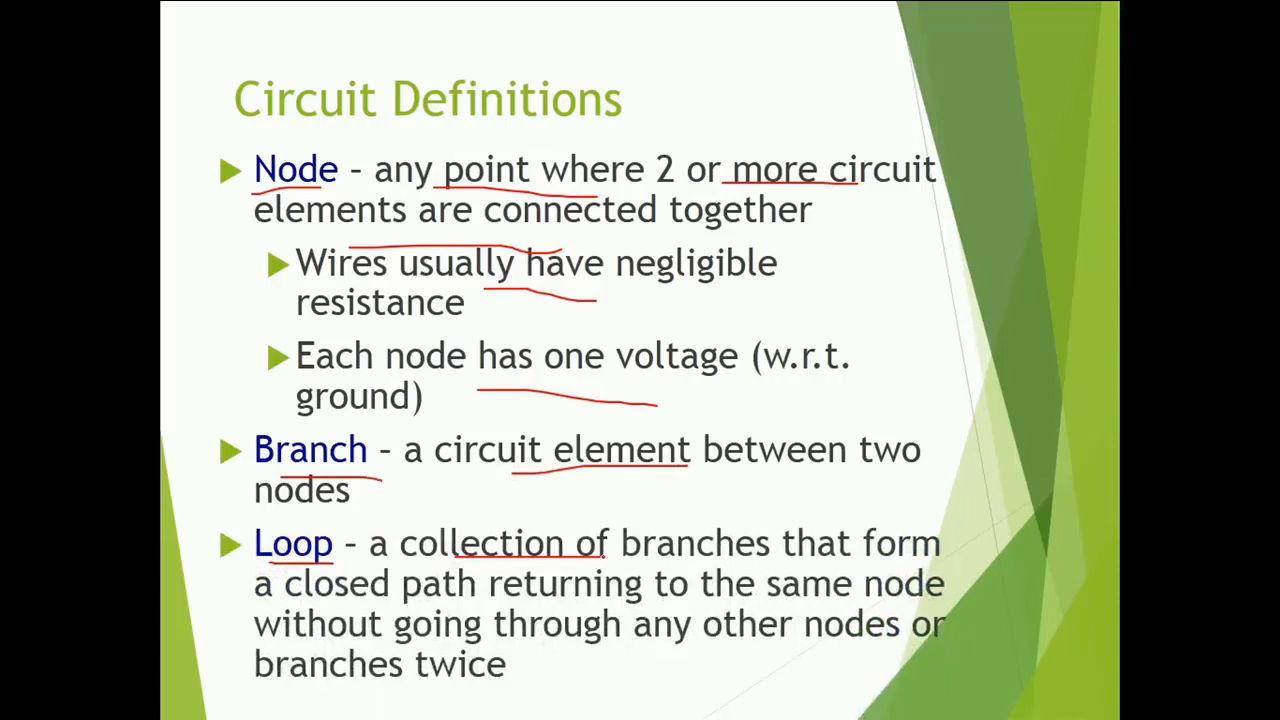 Circuit Definitions
Node – any point where 2 or more circuit
elements are connected together
Wires usually have negligible
resistance
Each node has one voltage (w.r.t.
ground)
Branch – a circuit element between two
nodes
Loop – a collection of branches that form
a closed path returning to the same node
without going through any other nodes or
branches twice